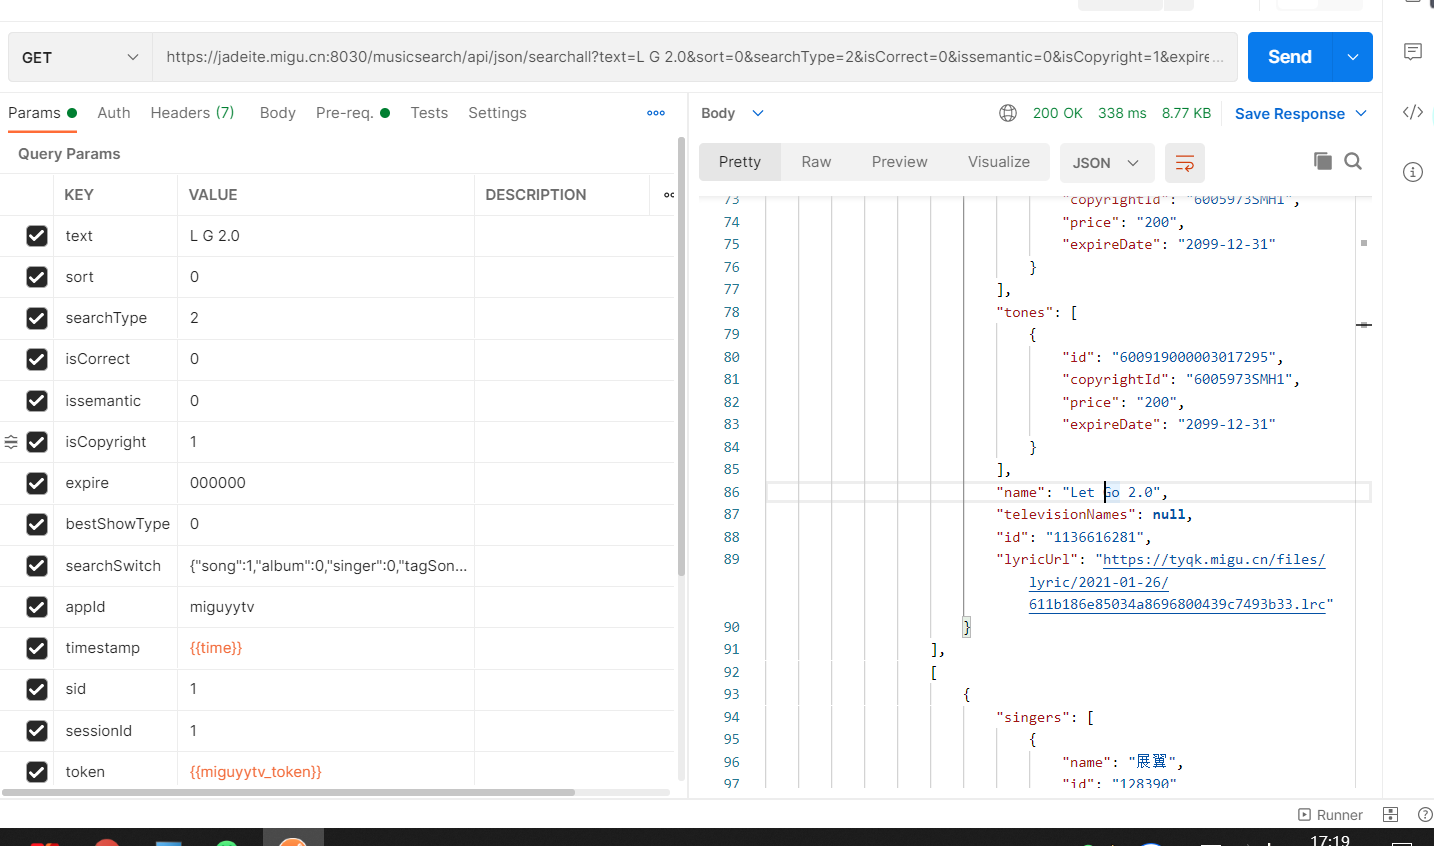 GET
https://jadeite.migu.cn:8030/musicsearch/api/json/searchall?text=L G 2.0&sort=0&searchType=2&isCorrect=0&issemantic=0&isCopyright=1&expire...
Send
Params
Auth
Headers (7)
Body
Pre-req.
Tests
Settings
Body
200 OK
338 ms
8.77 KB
Save Response
Query Params
Pretty
Raw
Preview
Visualize
JSON
KEY
VALUE
DESCRIPTION
text
L G 2.0
sort
0
searchType
2
isCorrect
0
issemantic
0
isCopyright
1
expire
000000
bestShowType
0
searchSwitch
{"song":1,"album":0,"singer":0,"tagSon...
appId
miguyytv
timestamp
{{time}}
sid
1
sessionId
1
token
{{miguyytv_token}}
73 "copyrightId": "6005973SMH1",
74 "price": "200",
75 "expireDate": "2099-12-31"
76 }
77 ],
78 "tones": [
79 {
80 "id": "600919000003017295",
81 "copyrightId": "6005973SMH1",
82 "price": "200",
83 "expireDate": "2099-12-31"
84 }
85 ],
86 "name": "Let Go 2.0",
87 "televisionNames": null,
88 "id": "1136616281",
89 "lyricUrl": "https://tyqk.migu.cn/files/
lyric/2021-01-26/
611b186e85034a8696800439c7493b33.lrc"
90 }
91 ],
92 [
93 {
94 "singers": [
95 {
96 "name": "展翼",
97 "id": "128390"
Runner
17:19